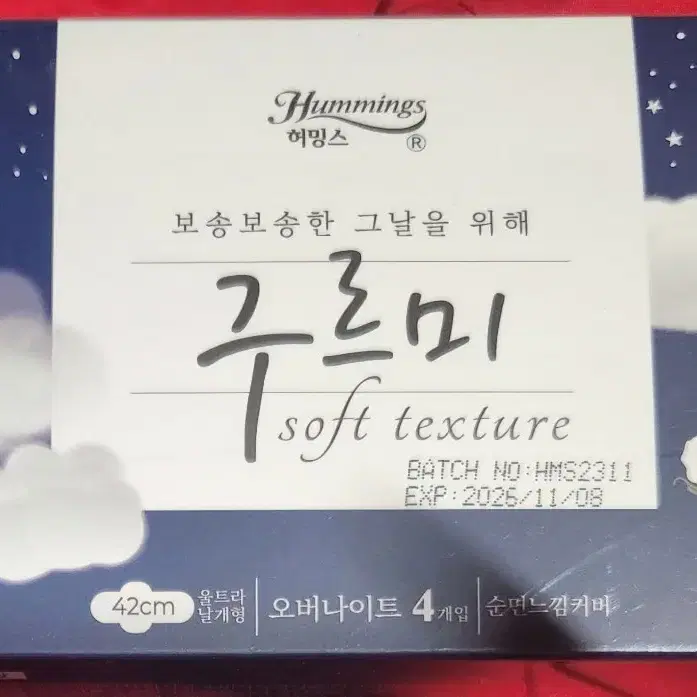 Hummings
허밍스 ®
보송보송한 그날을 위해
구르미
soft texture
BATCH NO:HMS2311
EXP:2026/11/08
42cm 울트라 날개형 오버나이트 4개입 순면느낌커버